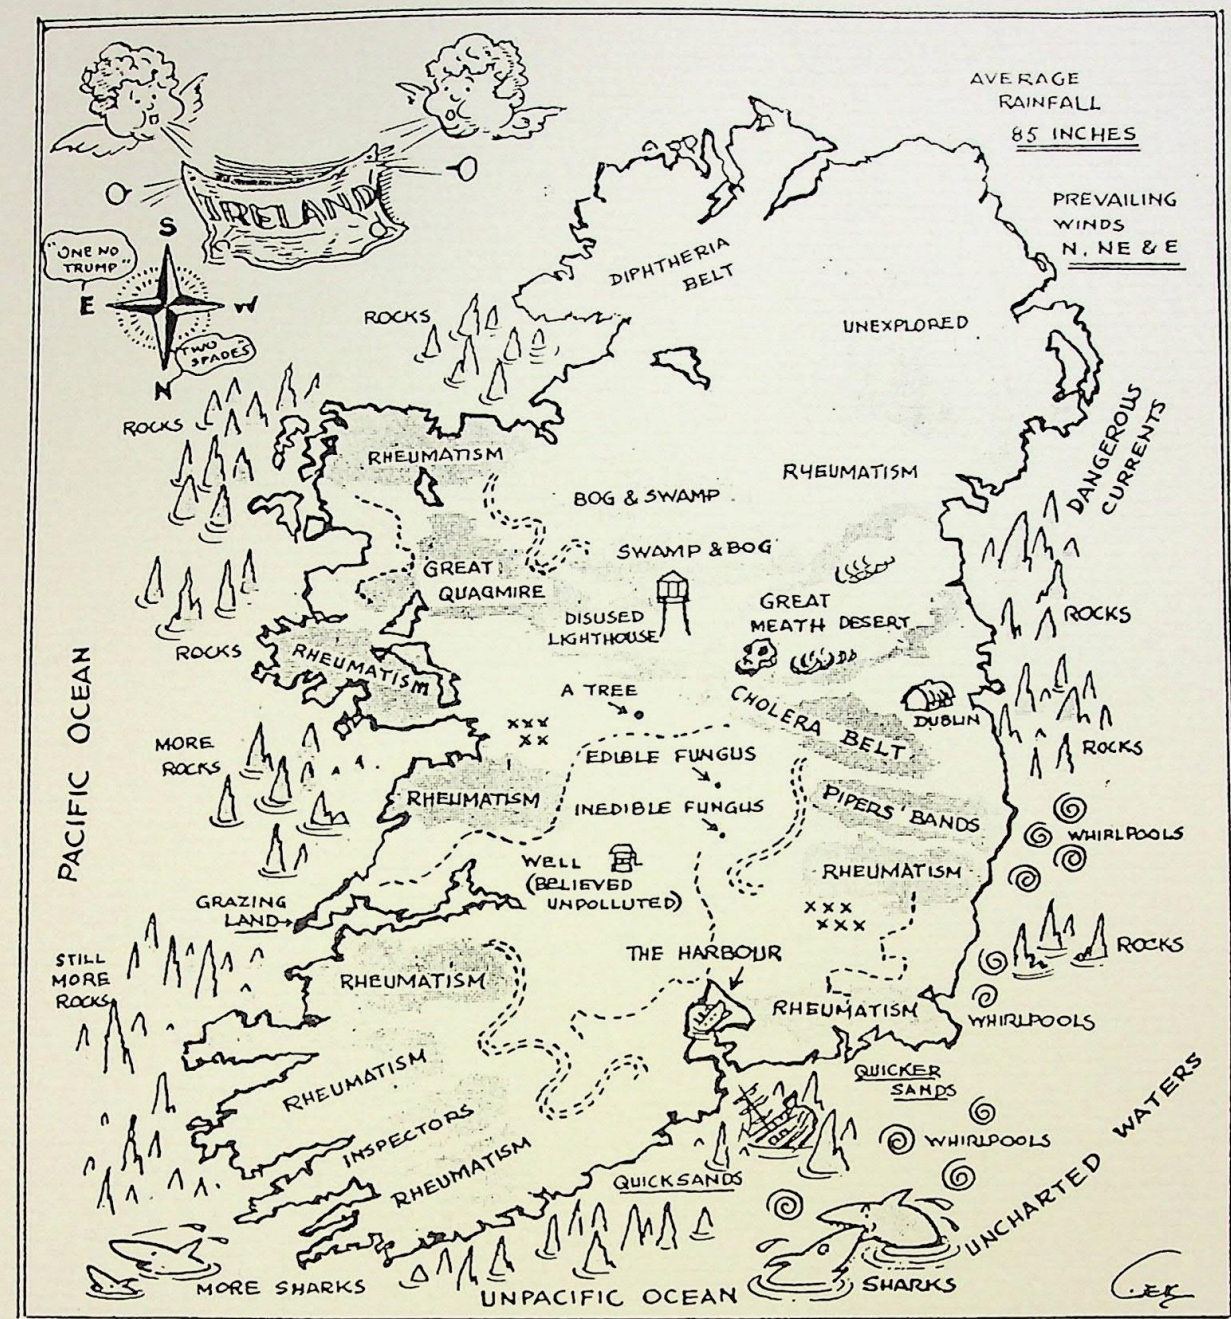 AVERAGE
RAINFALL
85 INCHES
IRELAND
PREVAILING
WINDS
N, NE & E
S
"ONE NO
TRUMP"
E
W
"TWO
SPADES"
N
DIPHTHERIA
BELT
ROCKS
UNEXPLORED
ROCKS
DANGEROUS
CURRENTS
RHEUMATISM
RHEUMATISM
BOG & SWAMP
SWAMP & BOG
GREAT
QUAGMIRE
DISUSED
LIGHTHOUSE
GREAT
MEATH DESERT
ROCKS
ROCKS
RHEUMATISM
PACIFIC OCEAN
A TREE
CHOLERA BELT
DUBLIN
XXX
XX
MORE
ROCKS
ROCKS
EDIBLE FUNGUS
RHEUMATISM
INEDIBLE FUNGUS
PIPERS' BANDS
WHIRLPOOLS
WELL
(BELIEVED
UNPOLLUTED)
RHEUMATISM
GRAZING
LAND
XXX
XXX
STILL
MORE
ROCKS
THE HARBOUR
ROCKS
RHEUMATISM
RHEUMATISM
WHIRLPOOLS
RHEUMATISM
QUICKER
SANDS
INSPECTORS
WHIRLPOOLS
RHEUMATISM
QUICKSANDS
UNCHARTED WATERS
MORE SHARKS
UNPACIFIC OCEAN
SHARKS